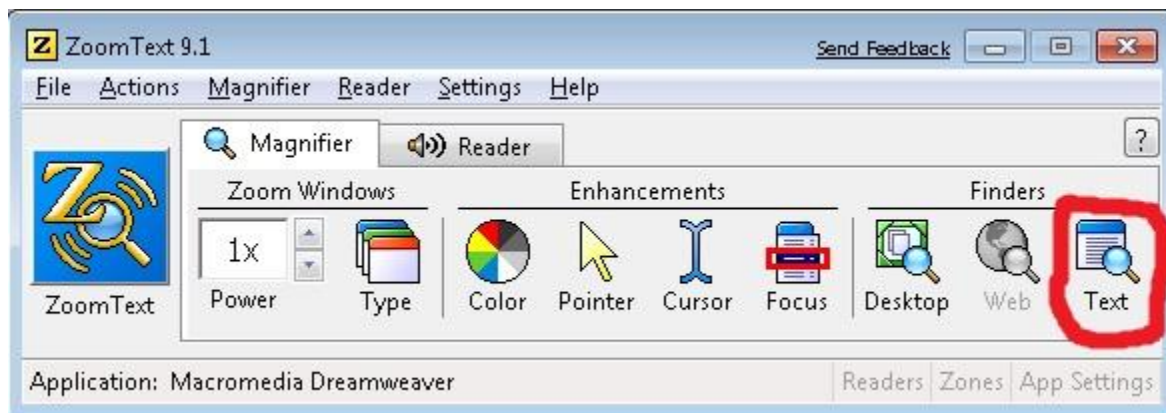 Z ZoomText 9.1 Send Feedback
File Actions Magnifier Reader Settings Help
Magnifier Reader ?
Zoom Windows Enhancements Finders
1x
ZoomText Power Type Color Pointer Cursor Focus Desktop Web Text
Application: Macromedia Dreamweaver Readers Zones App Settings